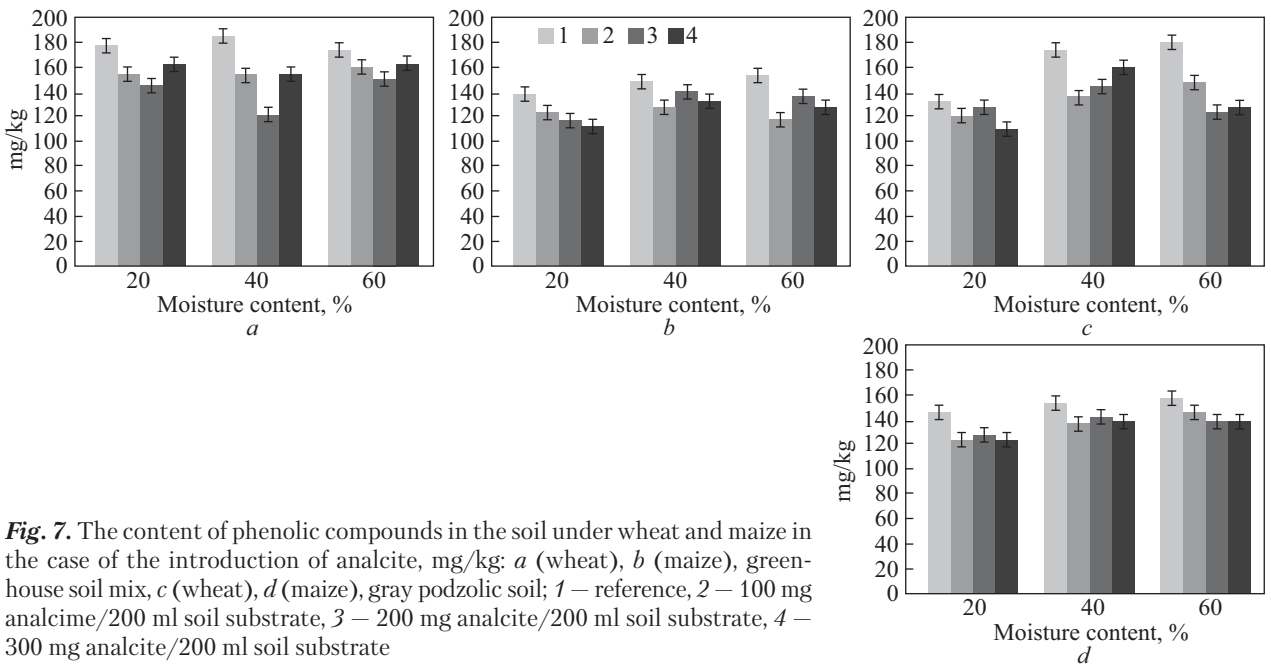 200
180
160
140
120
100
80
60
40
20
0
mg/kg
20 40 60
Moisture content, %
a
200
180
160
140
120
100
80
60
40
20
0
1 2 3 4
20 40 60
Moisture content, %
b
200
180
160
140
120
100
80
60
40
20
0
20 40 60
Moisture content, %
c
200
180
160
140
120
100
80
60
40
20
0
mg/kg
20 40 60
Moisture content, %
d
Fig. 7. The content of phenolic compounds in the soil under wheat and maize in
the case of the introduction of analcite, mg/kg: a (wheat), b (maize), green-
house soil mix, c (wheat), d (maize), gray podzolic soil; 1 — reference, 2 — 100 mg
analcime/200 ml soil substrate, 3 — 200 mg analcite/200 ml soil substrate, 4 —
300 mg analcite/200 ml soil substrate